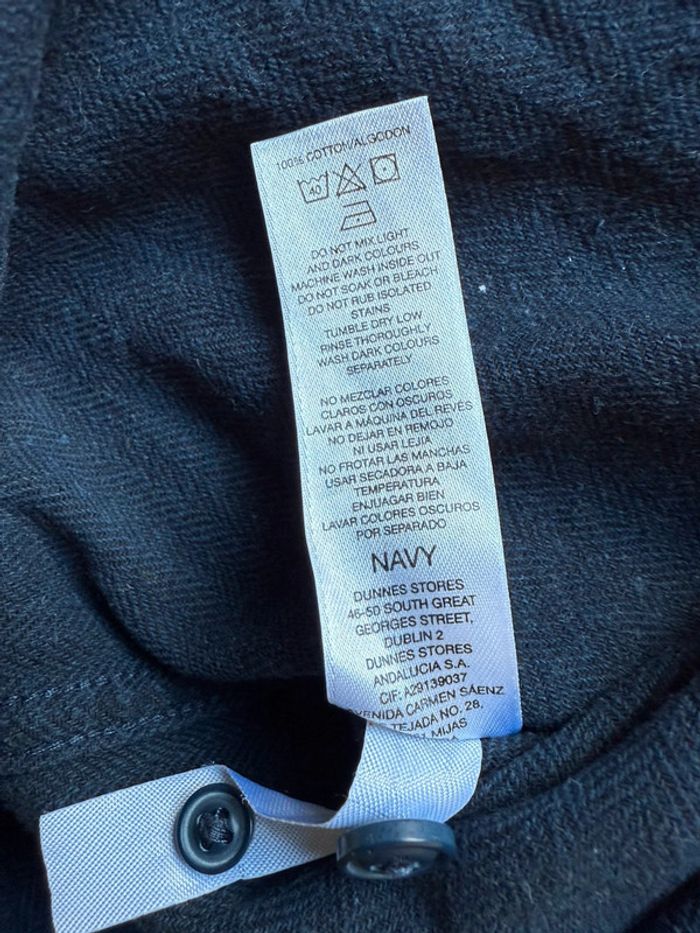 100% COTTON/ALGODON
40
DO NOT MIX LIGHT
AND DARK COLOURS
MACHINE WASH INSIDE OUT
DO NOT SOAK OR BLEACH
DO NOT RUB ISOLATED
STAINS
TUMBLE DRY LOW
RINSE THOROUGHLY
WASH DARK COLOURS
SEPARATELY
NO MEZCLAR COLORES
CLAROS CON OSCUROS
LAVAR A MÁQUINA DEL REVÉS
NO DEJAR EN REMOJO
NI USAR LEJIA
NO FROTAR LAS MANCHAS
USAR SECADORA A BAJA
TEMPERATURA
ENJUAGAR BIEN
LAVAR COLORES OSCUROS
POR SEPARADO
NAVY
DUNNES STORES
46-50 SOUTH GREAT
GEORGES STREET,
DUBLIN 2
DUNNES STORES
ANDALUCIA S.A.
CIF: A29139037
CARMEN SÁENZ
TEJADA NO. 28,
MIJAS